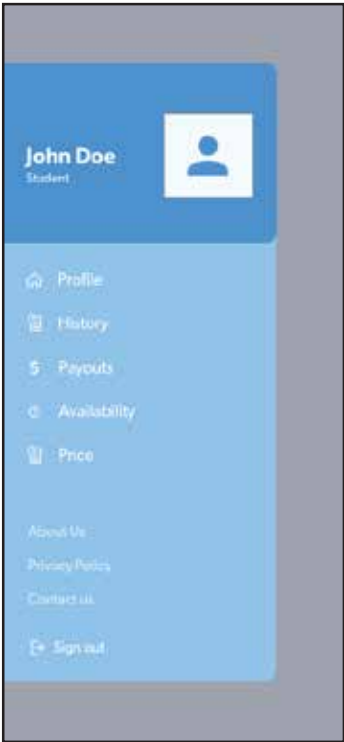 John Doe
Student
Profile
History
$ Payouts
Availability
Price
About Us
Privacy Policy
Contact us
Sign out